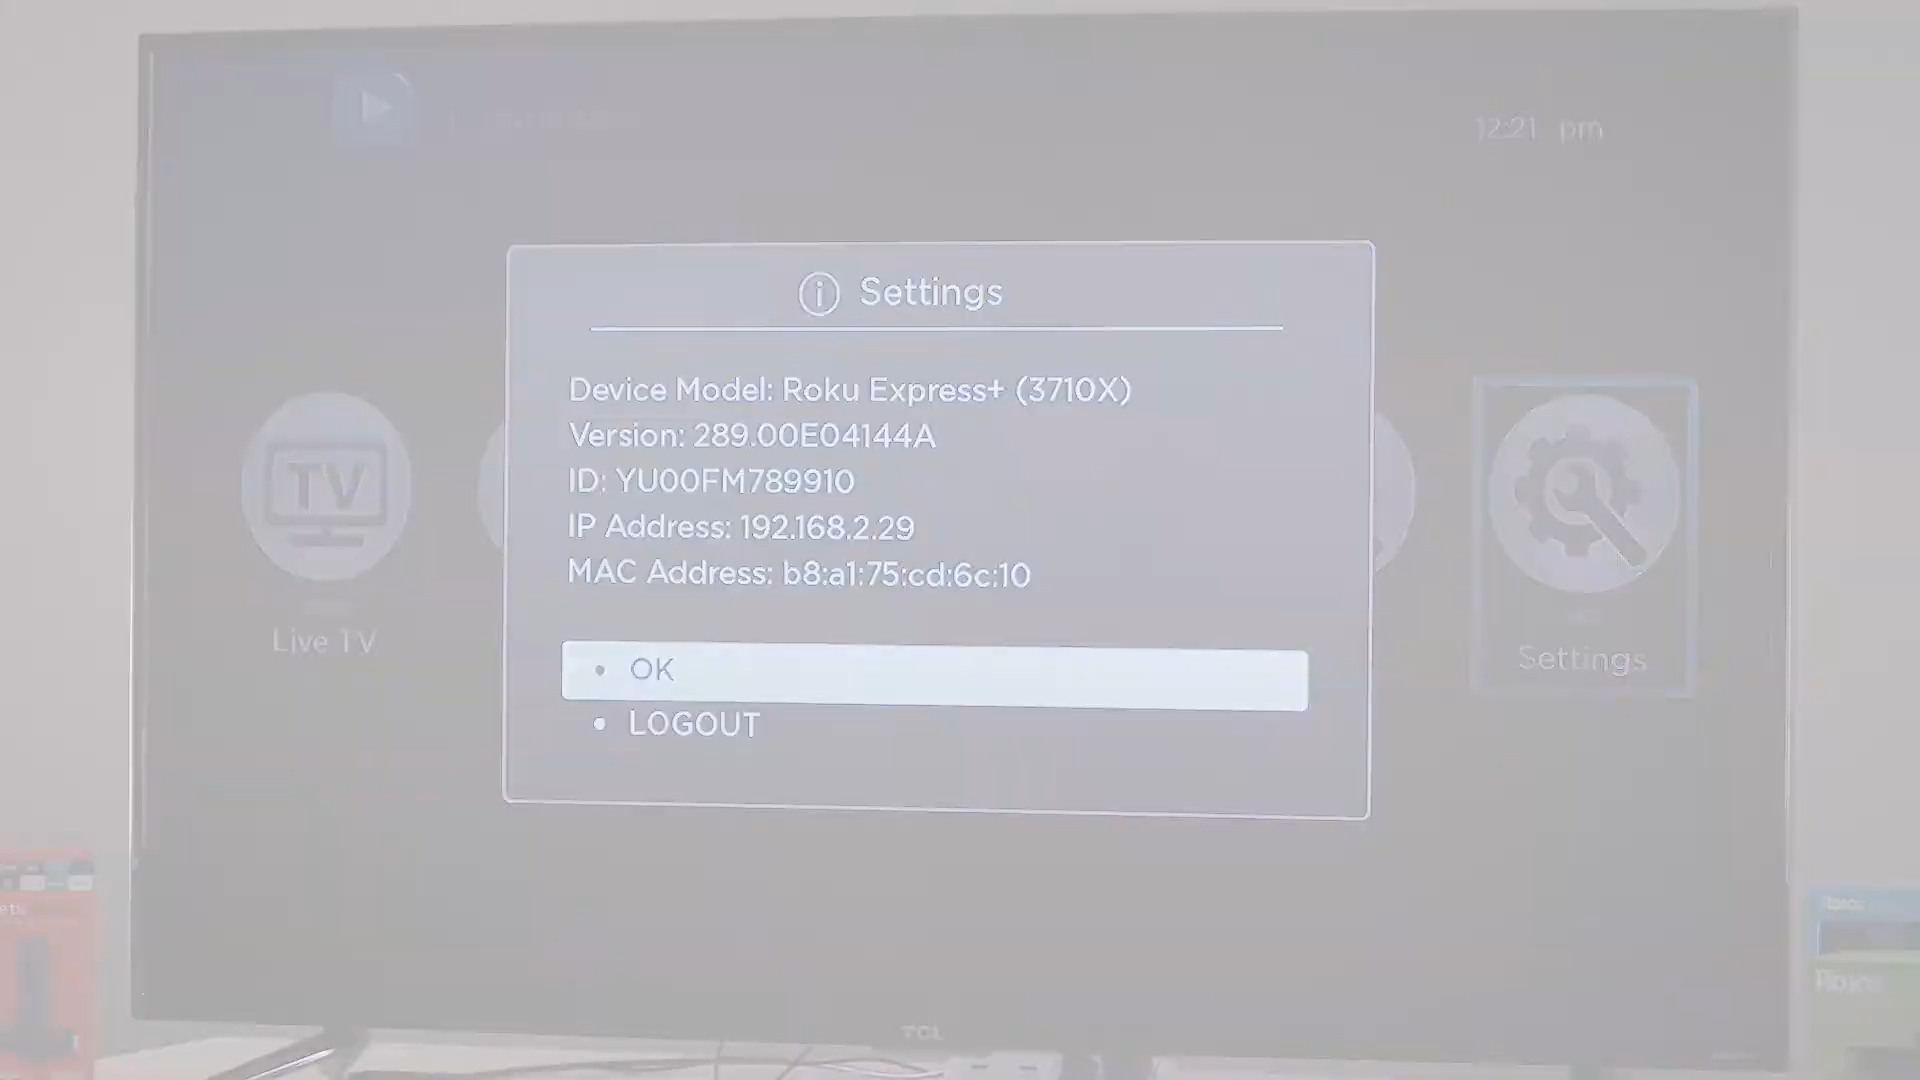 12:21 pm
Settings
Device Model: Roku Express+ (3710X)
Version: 289.00E04144A
ID: YU00FM789910
IP Address: 192.168.2.29
MAC Address: b8:a1:75:cd:6c:10
TV
Live TV
Settings
• OK
• LOGOUT
Roku
TCL